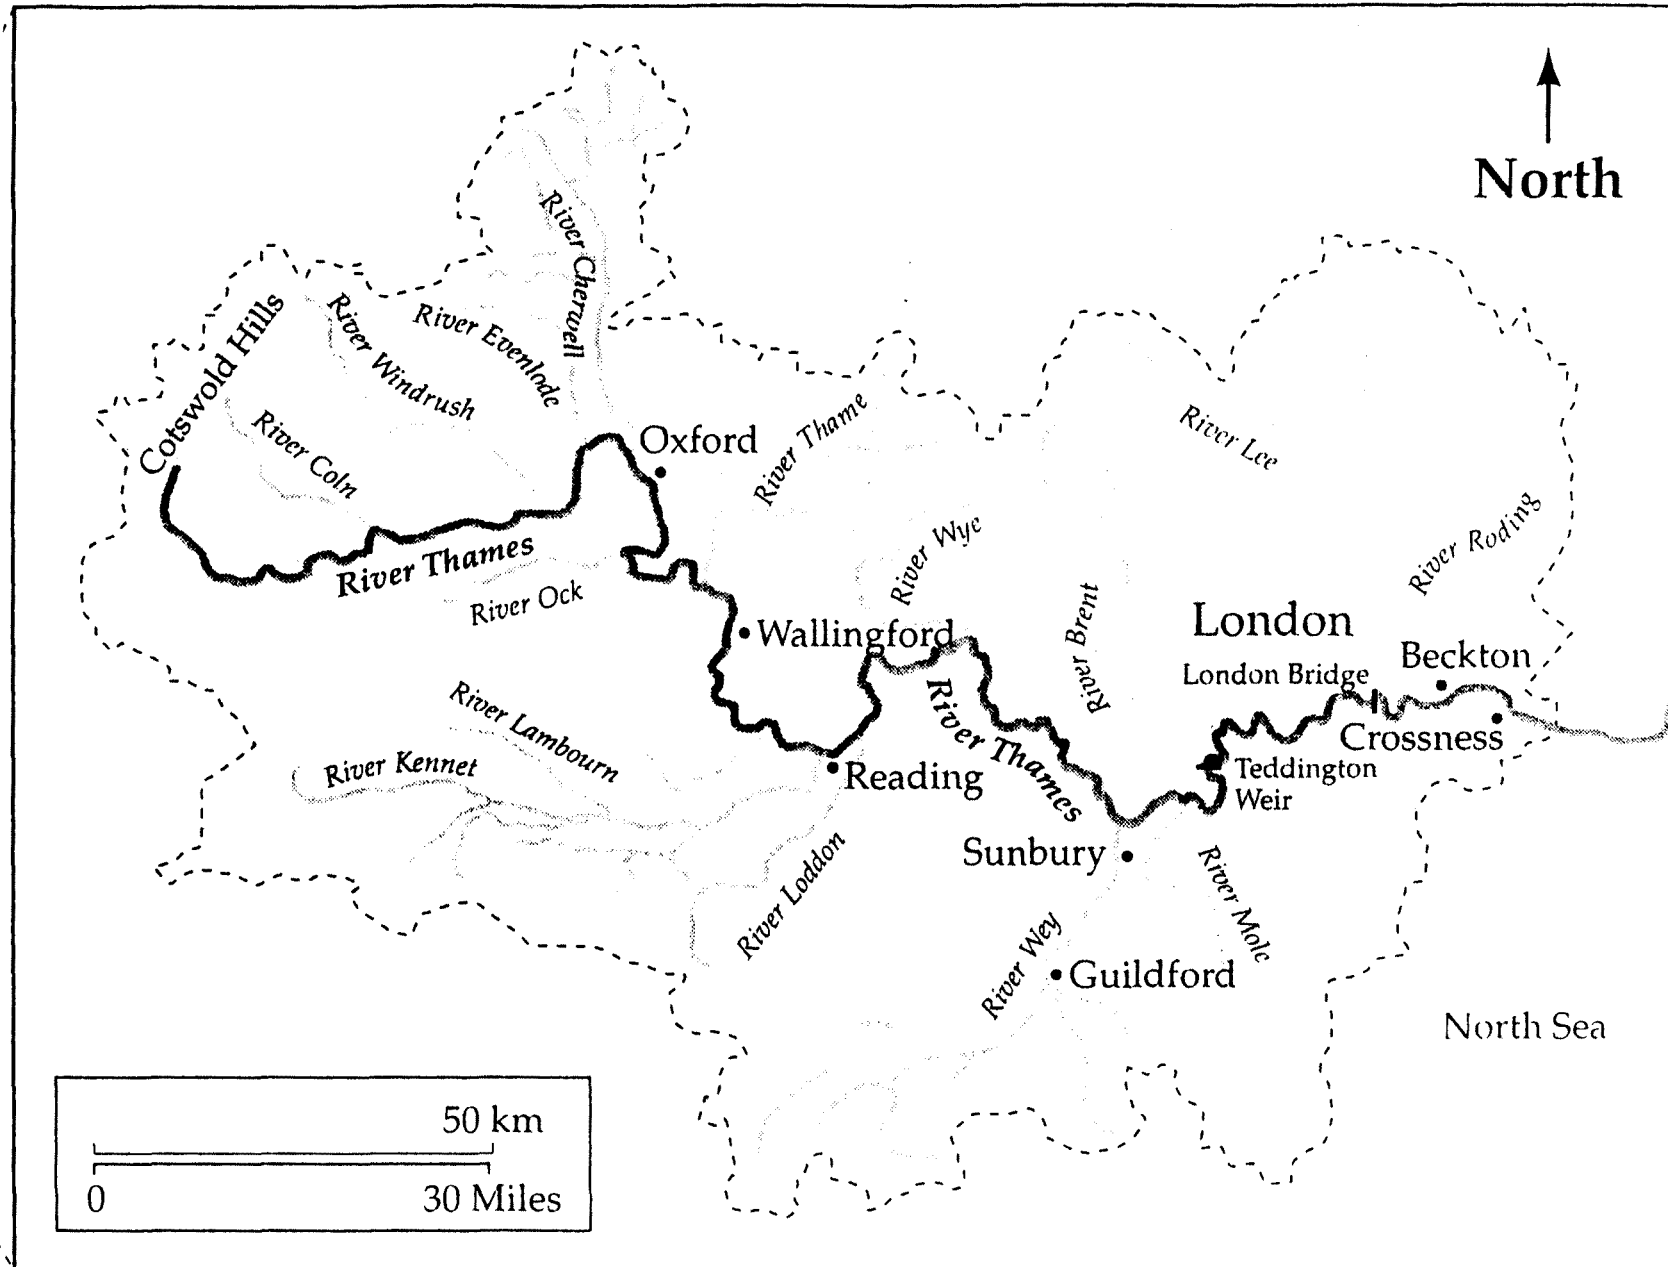 North
River Cherwell
Cotswold Hills
River Windrush
River Evenlode
River Coln
Oxford
River Thame
River Lee
River Thames
River Ock
River Wye
River Roding
River Brent
London
Wallingford
London Bridge
Beckton
River Lambourn
River Thames
Crossness
River Kennet
Reading
Teddington
Weir
River Loddon
Sunbury
River Mole
River Wey
Guildford
North Sea
50 km
0
30 Miles